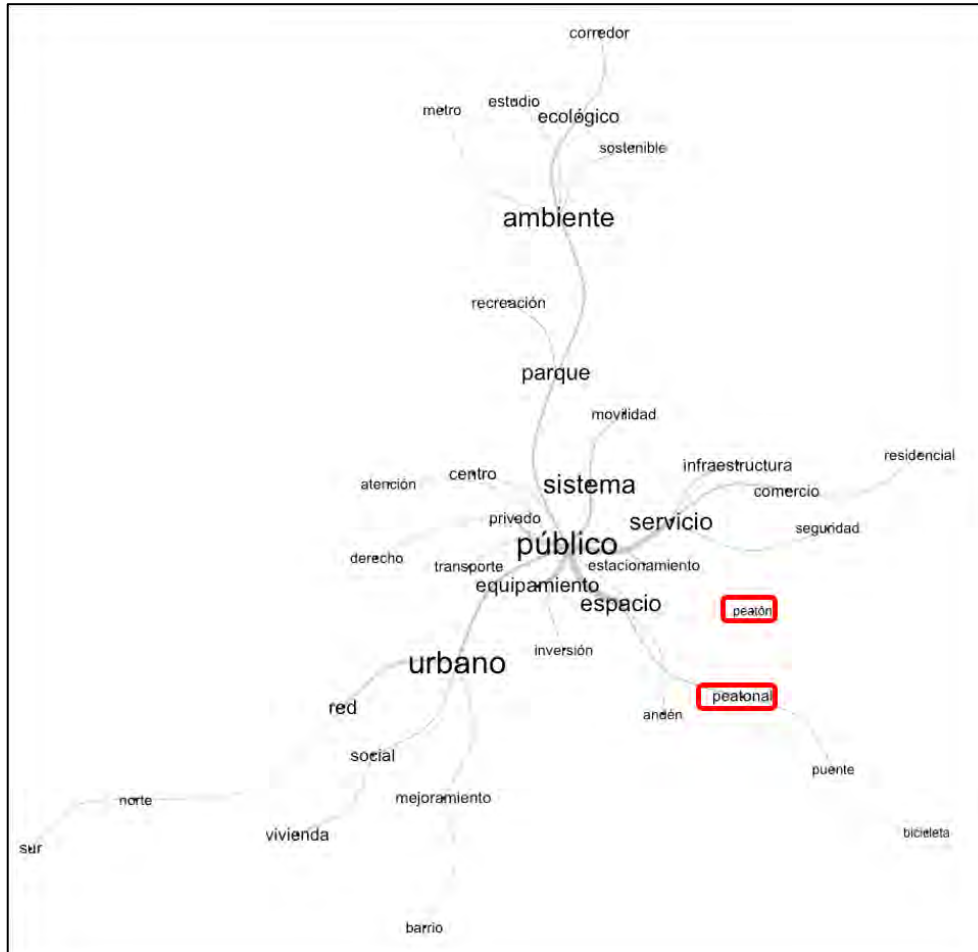 corredor
estudio
metro
ecológico
sostenible
ambiente
recreación
parque
movilidad
residencial
infraestructura
centro
atención
sistema
comercio
privado
servicio
seguridad
público
derecho
transporte
estacionamiento
equipamiento
espacio
peatón
inversión
urbano
peatonal
red
andén
social
puente
norte
mejoramiento
vivienda
bicicleta
sur
barrio